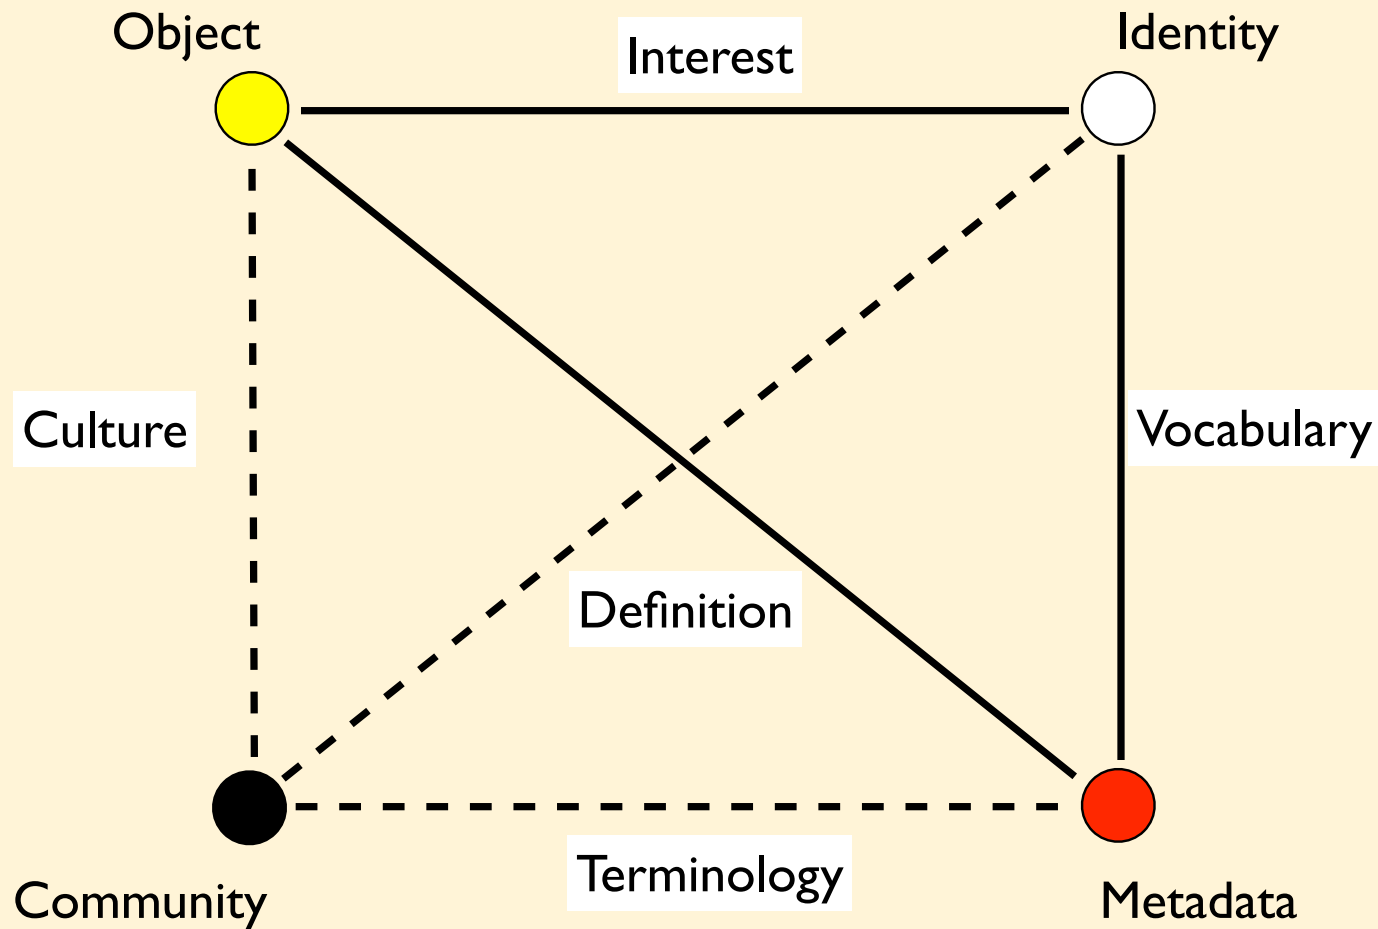 Object
Interest
Identity
Culture
Vocabulary
Definition
Terminology
Community
Metadata